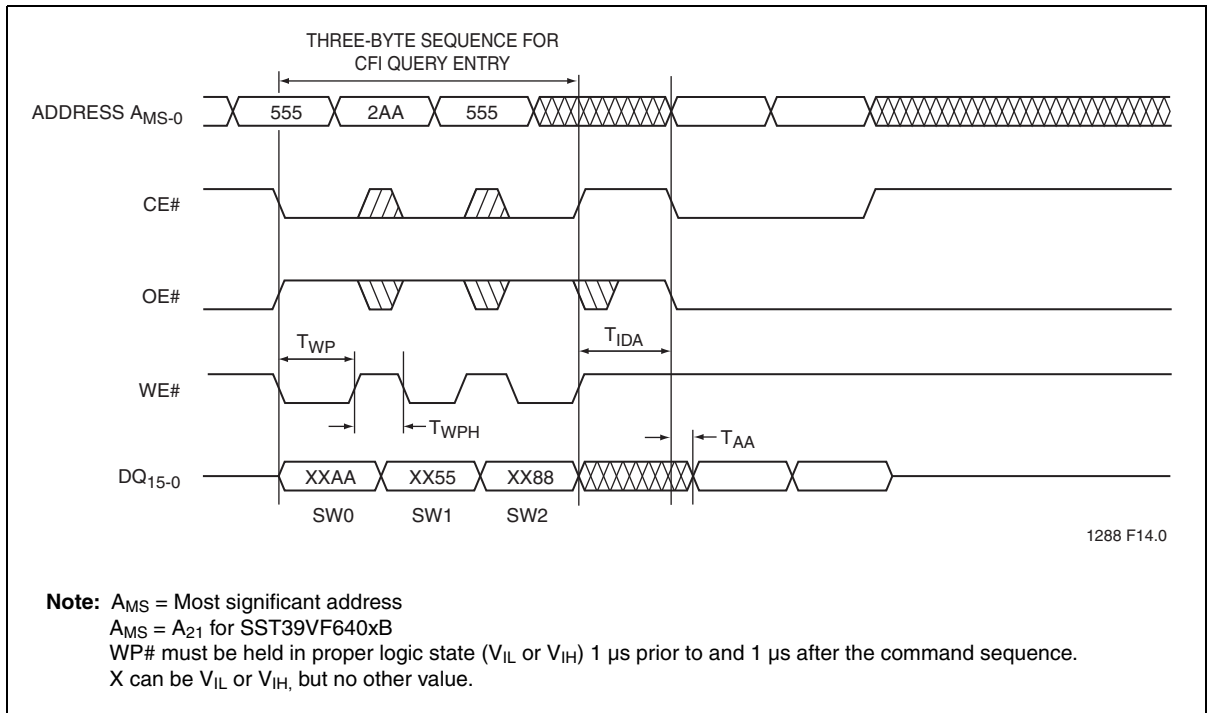 THREE-BYTE SEQUENCE FOR
CFI QUERY ENTRY
ADDRESS AMS-0
555
2AA
555
CE#
OE#
TWP
TIDA
WE#
TWPH
TAA
DQ15-0
XXAA
XX55
XX88
SW0
SW1
SW2
1288 F14.0
Note: AMS = Most significant address
AMS = A21 for SST39VF640xB
WP# must be held in proper logic state (VIL or VIH) 1 µs prior to and 1 µs after the command sequence.
X can be VIL or VIH, but no other value.